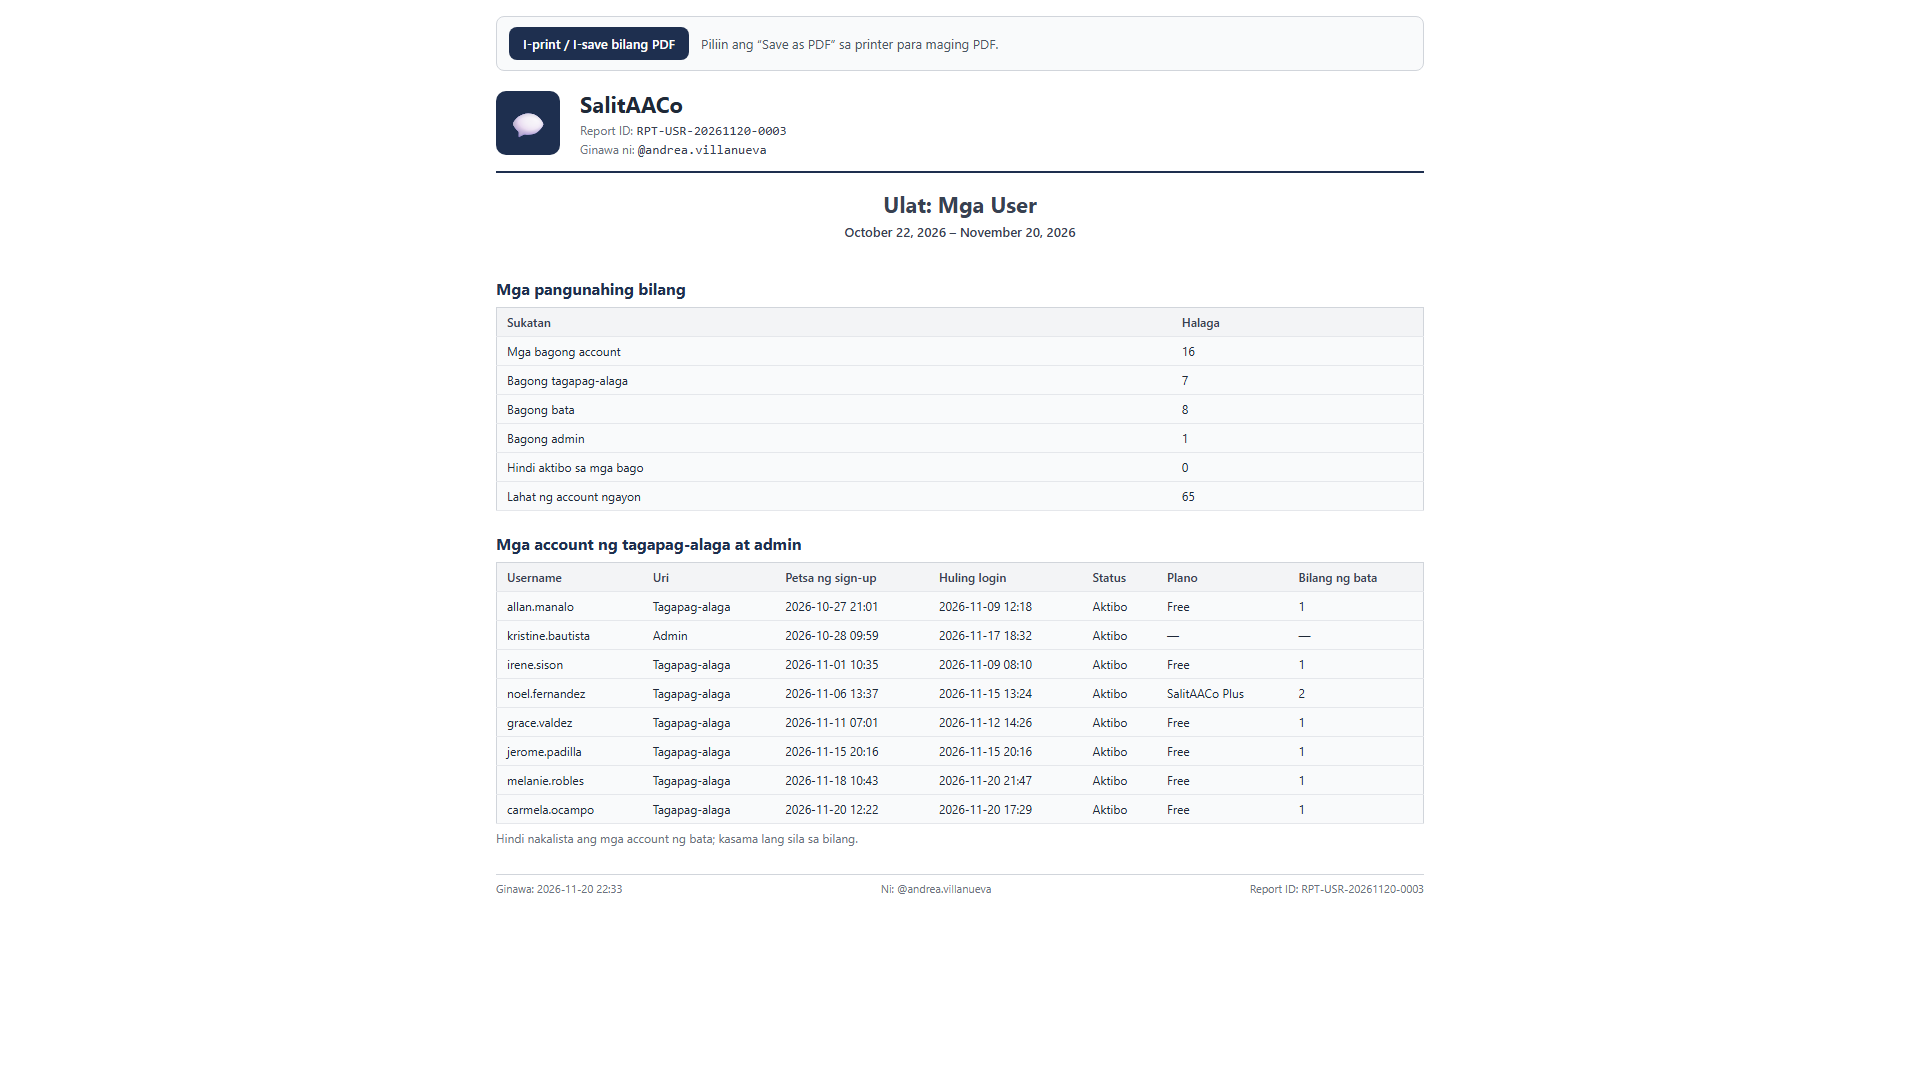 I-print / I-save bilang PDF Piliin ang “Save as PDF” sa printer para maging PDF.
SalitAACo
Report ID: RPT-USR-20261120-0003
Ginawa ni: @andrea.villanueva
Ulat: Mga User
October 22, 2026 – November 20, 2026
Mga pangunahing bilang
Sukatan Halaga
Mga bagong account 16
Bagong tagapag-alaga 7
Bagong bata 8
Bagong admin 1
Hindi aktibo sa mga bago 0
Lahat ng account ngayon 65
Mga account ng tagapag-alaga at admin
Username Uri Petsa ng sign-up Huling login Status Plano Bilang ng bata
allan.manalo Tagapag-alaga 2026-10-27 21:01 2026-11-09 12:18 Aktibo Free 1
kristine.bautista Admin 2026-10-28 09:59 2026-11-17 18:32 Aktibo — —
irene.sison Tagapag-alaga 2026-11-01 10:35 2026-11-09 08:10 Aktibo Free 1
noel.fernandez Tagapag-alaga 2026-11-06 13:37 2026-11-15 13:24 Aktibo SalitAACo Plus 2
grace.valdez Tagapag-alaga 2026-11-11 07:01 2026-11-12 14:26 Aktibo Free 1
jerome.padilla Tagapag-alaga 2026-11-15 20:16 2026-11-15 20:16 Aktibo Free 1
melanie.robles Tagapag-alaga 2026-11-18 10:43 2026-11-20 21:47 Aktibo Free 1
carmela.ocampo Tagapag-alaga 2026-11-20 12:22 2026-11-20 17:29 Aktibo Free 1
Hindi nakalista ang mga account ng bata; kasama lang sila sa bilang.
Ginawa: 2026-11-20 22:33 Ni: @andrea.villanueva Report ID: RPT-USR-20261120-0003